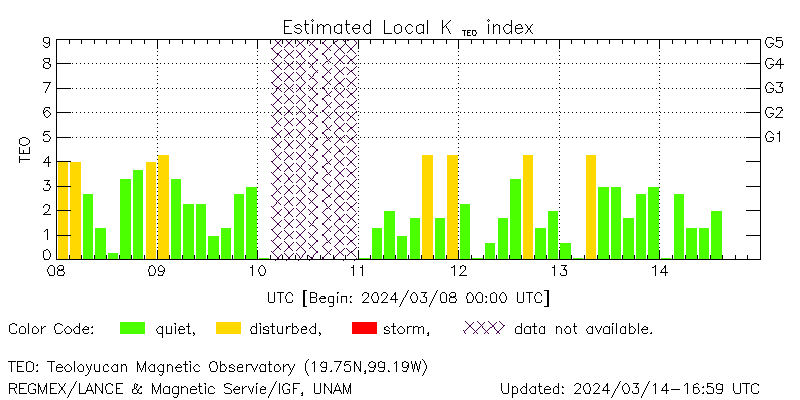 Estimated Local K TEO index
9 G5
8 G4
7 G3
6 G2
5 G1
4
3
2
1
0
TEO
08 09 10 11 12 13 14
UTC [Begin: 2024/03/08 00:00 UTC]
Color Code: quiet, disturbed, storm, data not available.
TEO: Teoloyucan Magnetic Observatory (19.75N,99.19W)
REGMEX/LANCE & Magnetic Servie/IGF, UNAM Updated: 2024/03/14-16:59 UTC